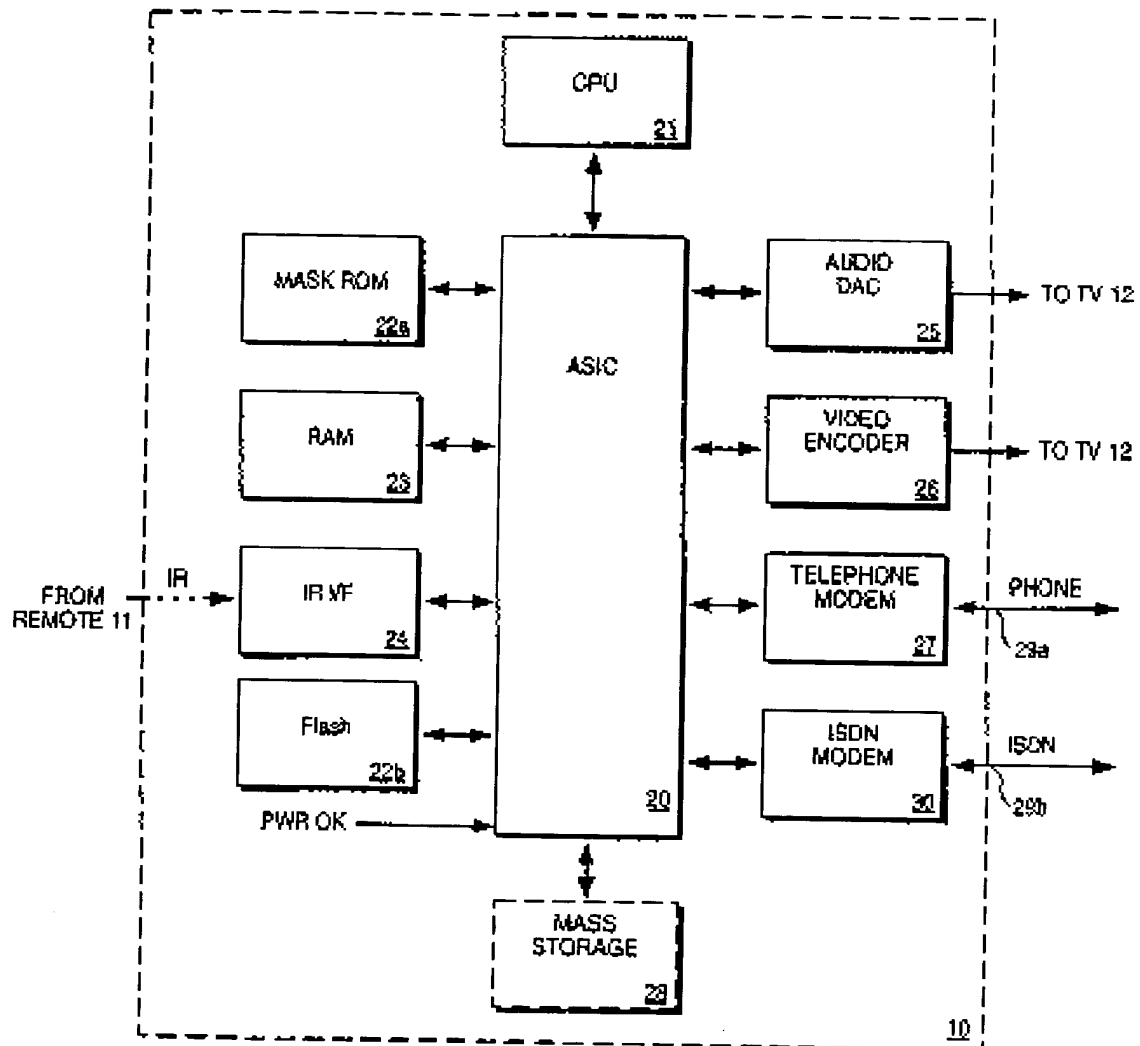 CPU
21
MASK ROM
22a
ASIC
AUDIO
DAC
25
TO TV 12
RAM
23
VIDEO
ENCODER
26
TO TV 12
FROM
REMOTE 11
IR
IR I/F
24
TELEPHONE
MODEM
27
PHONE
29a
Flash
22b
ISDN
MODEM
30
ISDN
29b
PWR OK
20
MASS
STORAGE
28
10